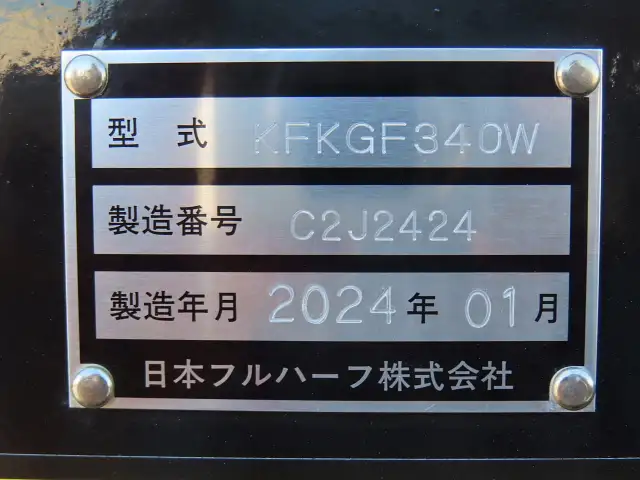 型式 KFKGF340W
製造番号 C2J2424
製造年月 2024年 01月
日本フルハーフ株式会社